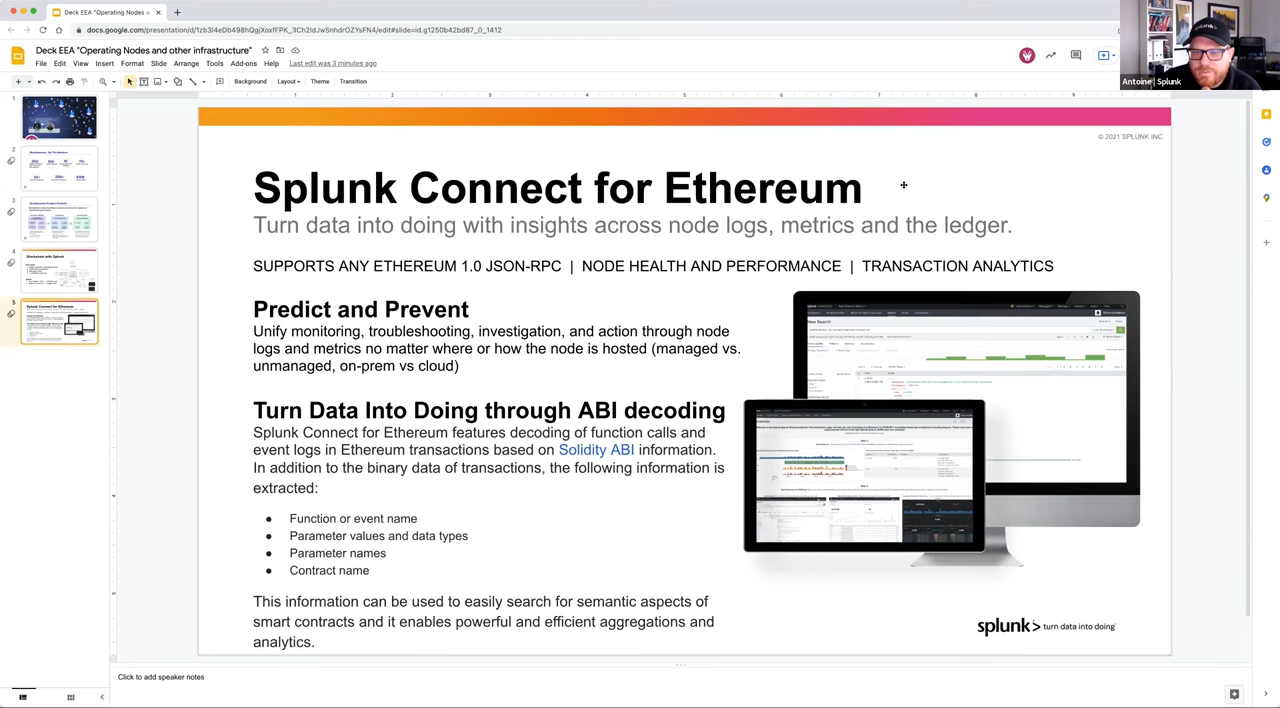 Deck EEA "Operating Nodes and other infrastructure"
docs.google.com/presentation/d/1zb3I4eDb498hQgjXoxfFPK_3Ch2IdJwSnhdrOZYsFN4/edit#slide=id.g1250b42bd87_0_1412
Deck EEA "Operating Nodes and other infrastructure"
File Edit View Insert Format Slide Arrange Tools Add-ons Help Last edit was 3 minutes ago
Background Layout Theme Transition
Antoine | Splunk
© 2021 SPLUNK INC.
Splunk Connect for Ethereum
Turn data into doing with insights across node logs, metrics and the ledger.
SUPPORTS ANY ETHEREUM JSON-RPC | NODE HEALTH AND PERFORMANCE | TRANSACTION ANALYTICS
Predict and Prevent
Unify monitoring, troubleshooting, investigation, and action through node
logs and metrics no matter where or how the node is hosted (managed vs.
unmanaged, on-prem vs cloud)
Turn Data Into Doing through ABI decoding
Splunk Connect for Ethereum features decoding of function calls and
event logs in Ethereum transactions based on Solidity ABI information.
In addition to the binary data of transactions, the following information is
extracted:
● Function or event name
● Parameter values and data types
● Parameter names
● Contract name
This information can be used to easily search for semantic aspects of
smart contracts and it enables powerful and efficient aggregations and
analytics.
splunk> turn data into doing
Click to add speaker notes